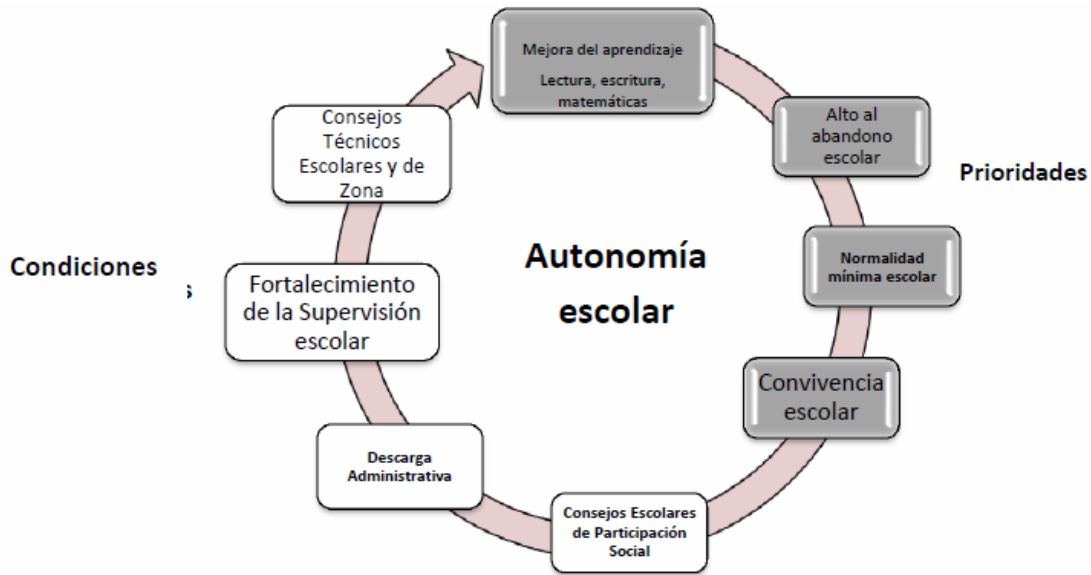 Mejora del aprendizaje
Lectura, escritura,
matemáticas
Alto al
abandono
escolar
Prioridades
Normalidad
mínima escolar
Convivencia
escolar
Consejos Escolares
de Participación
Social
Descarga
Administrativa
Fortalecimiento
de la Supervisión
escolar
Consejos
Técnicos
Escolares y de
Zona
Condiciones
s
Autonomía
escolar